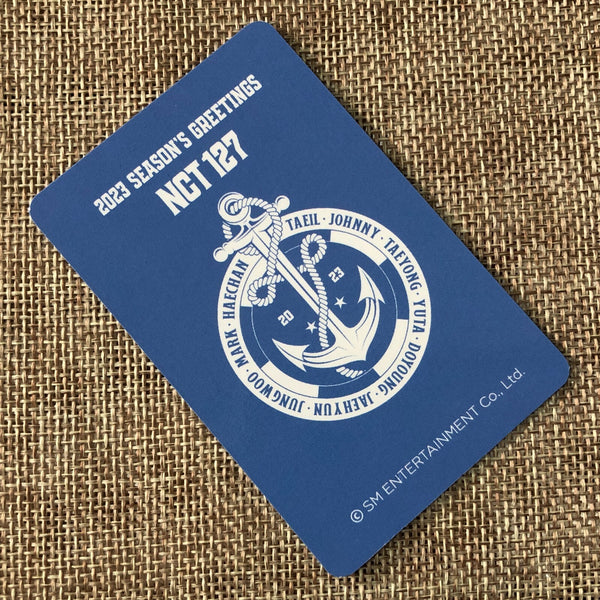 2023 SEASON'S GREETINGS
NCT 127
TAEIL · JOHNNY · TAEYONG · YUTA · DOYOUNG · JAEHYUN · JUNGWOO · MARK · HAECHAN
20 23
© SM ENTERTAINMENT Co., Ltd.